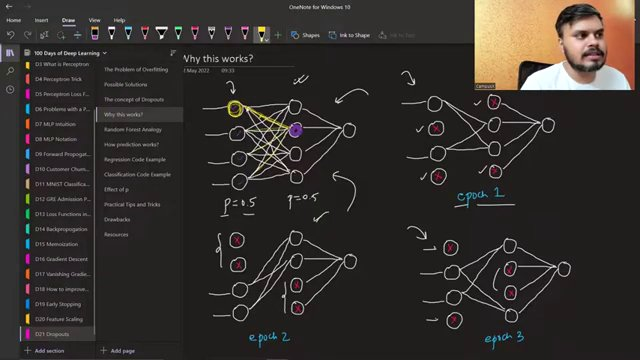 OneNote for Windows 10
Home
Insert
Draw
View
Help
Shapes
Ink to Shape
100 Days of Deep Learning
D3 What is Perceptron
D4 Perceptron Trick
D5 Perceptron Loss Fun
D6 Problems with a P
D7 MLP Intuition
D8 MLP Notation
D9 Forward Propagation
D10 Customer Churn
D11 MNIST Classificat
D12 GRE Admission P
D13 Loss Functions in
D14 Backpropogation
D15 Memoization
D16 Gradient Descent
D17 Vanishing Gradien
D18 How to improve
D19 Early Stopping
D20 Feature Scaling
D21 Dropouts
Add section
The Problem of Overfitting
Possible Solutions
The concept of Dropouts
Why this works?
Random Forest Analogy
How prediction works?
Regression Code Example
Classification Code Example
Effect of p
Practical Tips and Tricks
Drawbacks
Resources
Add page
Why this works?
May 2022 09:33
p=0.5 p=0.5
epoch 1
epoch 2
epoch 3
CampusX